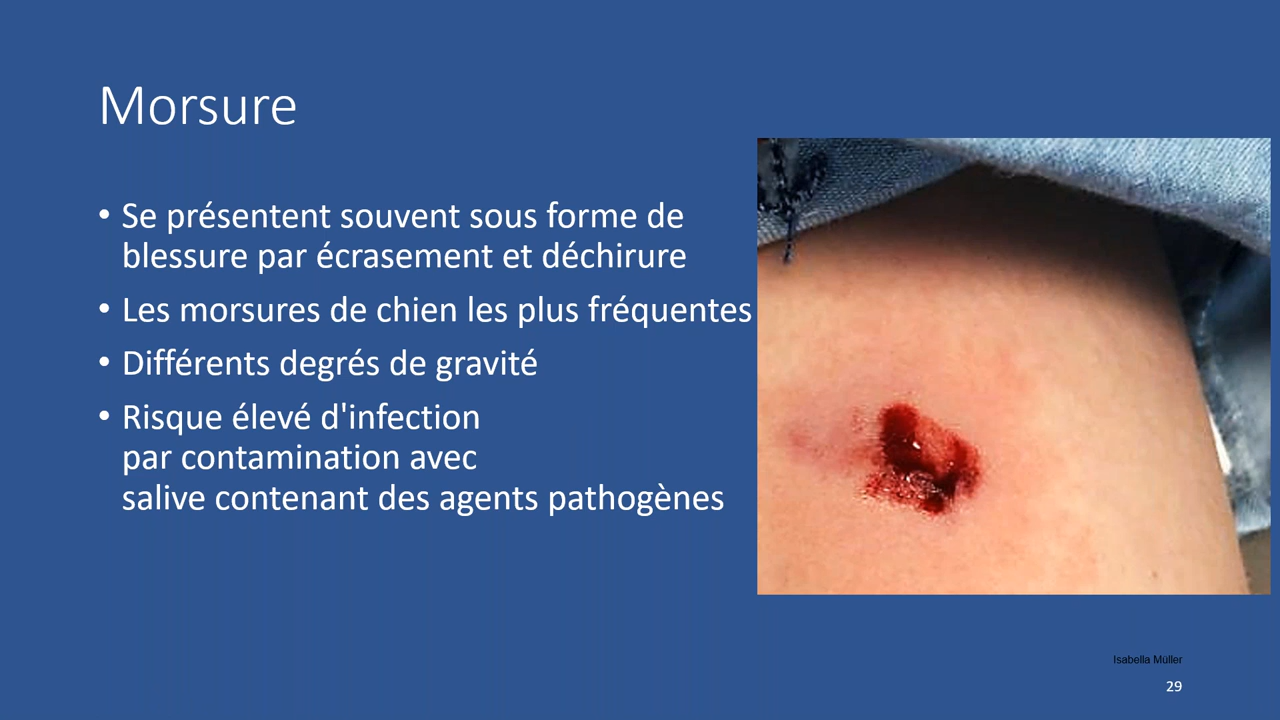 Morsure
• Se présentent souvent sous forme de
blessure par écrasement et déchirure
• Les morsures de chien les plus fréquentes
• Différents degrés de gravité
• Risque élevé d'infection
par contamination avec
salive contenant des agents pathogènes
Isabella Müller
29